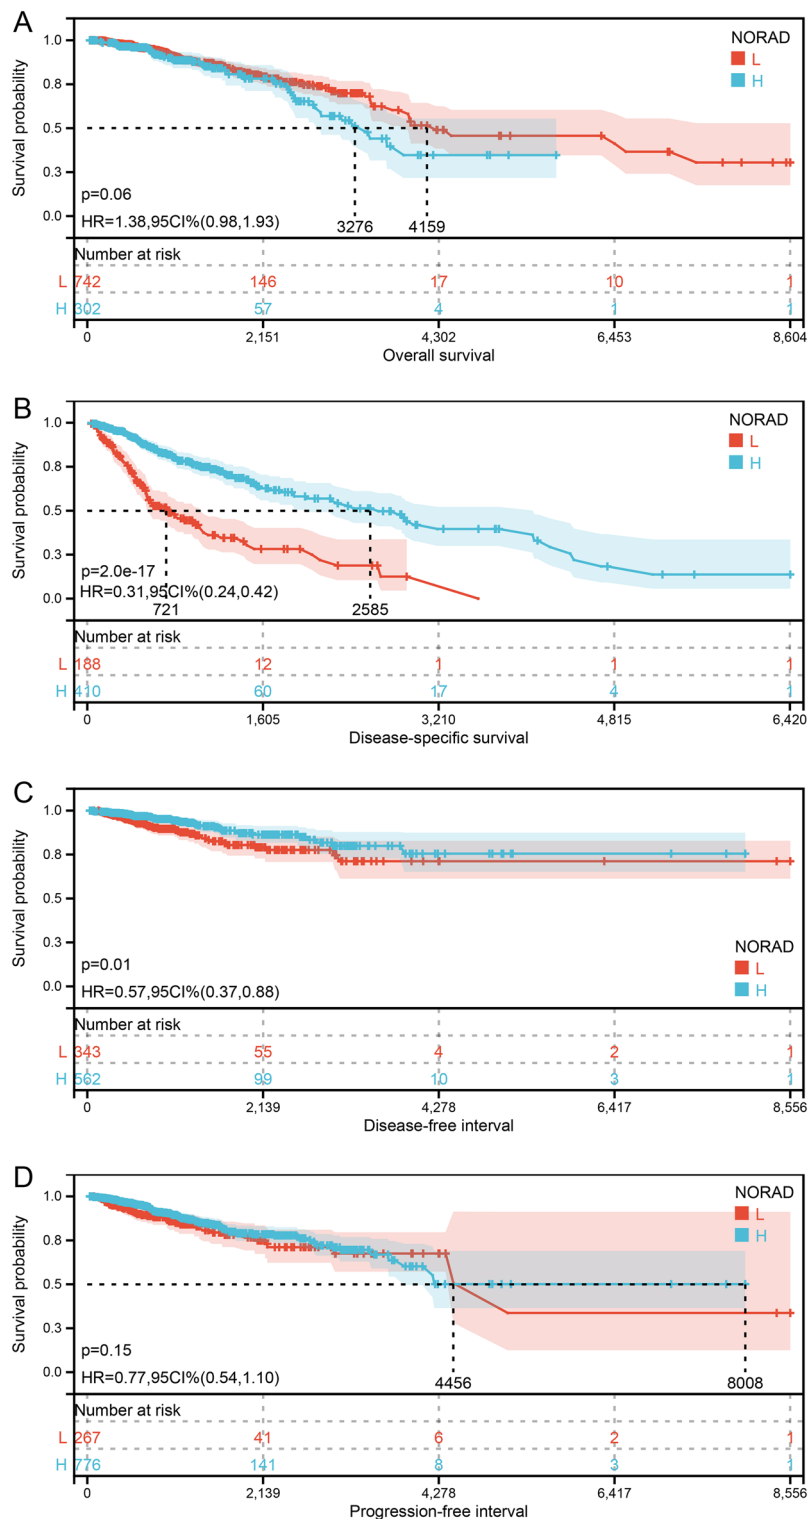 A
1.0
0.8
0.5
0.3
0.0
Survival probability
NORAD
L
H
p=0.06
HR=1.38,95CI%(0.98,1.93)
3276
4159
Number at risk
L 742 146 17 10 1
H 302 57 4 1 1
0 2,151 4,302 6,453 8,604
Overall survival
B
1.0
0.8
0.5
0.3
0.0
Survival probability
NORAD
L
H
p=2.0e-17
HR=0.31,95CI%(0.24,0.42)
721
2585
Number at risk
L 188 12 1 1 1
H 410 60 17 4 1
0 1,605 3,210 4,815 6,420
Disease-specific survival
C
1.0
0.8
0.5
0.3
0.0
Survival probability
NORAD
L
H
p=0.01
HR=0.57,95CI%(0.37,0.88)
Number at risk
L 343 55 4 2 1
H 562 99 10 3 1
0 2,139 4,278 6,417 8,556
Disease-free interval
D
1.0
0.8
0.5
0.3
0.0
Survival probability
NORAD
L
H
p=0.15
HR=0.77,95CI%(0.54,1.10)
4456
8008
Number at risk
L 267 41 6 2 1
H 776 141 8 3 1
0 2,139 4,278 6,417 8,556
Progression-free interval